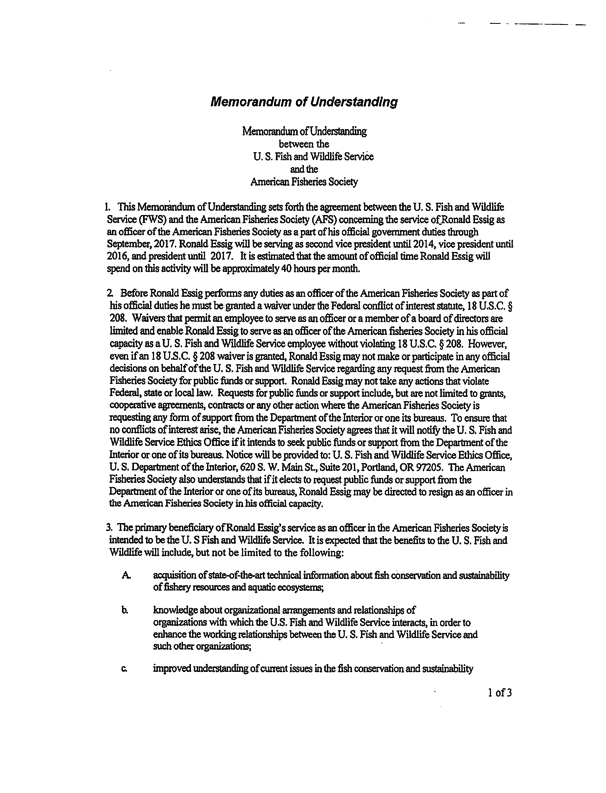 Memorandum of Understanding
Memorandum of Understanding
between the
U. S. Fish and Wildlife Service
and the
American Fisheries Society
1. This Memorandum of Understanding sets forth the agreement between the U. S. Fish and Wildlife
Service (FWS) and the American Fisheries Society (AFS) concerning the service of Ronald Essig as
an officer of the American Fisheries Society as a part of his official government duties through
September, 2017. Ronald Essig will be serving as second vice president until 2014, vice president until
2016, and president until 2017. It is estimated that the amount of official time Ronald Essig will
spend on this activity will be approximately 40 hours per month.
2. Before Ronald Essig performs any duties as an officer of the American Fisheries Society as part of
his official duties he must be granted a waiver under the Federal conflict of interest statute, 18 U.S.C. §
208. Waivers that permit an employee to serve as an officer or a member of a board of directors are
limited and enable Ronald Essig to serve as an officer of the American fisheries Society in his official
capacity as a U. S. Fish and Wildlife Service employee without violating 18 U.S.C. § 208. However,
even if an 18 U.S.C. § 208 waiver is granted, Ronald Essig may not make or participate in any official
decisions on behalf of the U. S. Fish and Wildlife Service regarding any request from the American
Fisheries Society for public funds or support. Ronald Essig may not take any actions that violate
Federal, state or local law. Requests for public funds or support include, but are not limited to grants,
cooperative agreements, contracts or any other action where the American Fisheries Society is
requesting any form of support from the Department of the Interior or one its bureaus. To ensure that
no conflicts of interest arise, the American Fisheries Society agrees that it will notify the U. S. Fish and
Wildlife Service Ethics Office if it intends to seek public funds or support from the Department of the
Interior or one of its bureaus. Notice will be provided to: U. S. Fish and Wildlife Service Ethics Office,
U. S. Department of the Interior, 620 S. W. Main St., Suite 201, Portland, OR 97205. The American
Fisheries Society also understands that if it elects to request public funds or support from the
Department of the Interior or one of its bureaus, Ronald Essig may be directed to resign as an officer in
the American Fisheries Society in his official capacity.
3. The primary beneficiary of Ronald Essig's service as an officer in the American Fisheries Society is
intended to be the U. S Fish and Wildlife Service. It is expected that the benefits to the U. S. Fish and
Wildlife will include, but not be limited to the following:
A. acquisition of state-of-the-art technical information about fish conservation and sustainability
of fishery resources and aquatic ecosystems;
b. knowledge about organizational arrangements and relationships of
organizations with which the U.S. Fish and Wildlife Service interacts, in order to
enhance the working relationships between the U. S. Fish and Wildlife Service and
such other organizations;
c. improved understanding of current issues in the fish conservation and sustainability
1 of 3